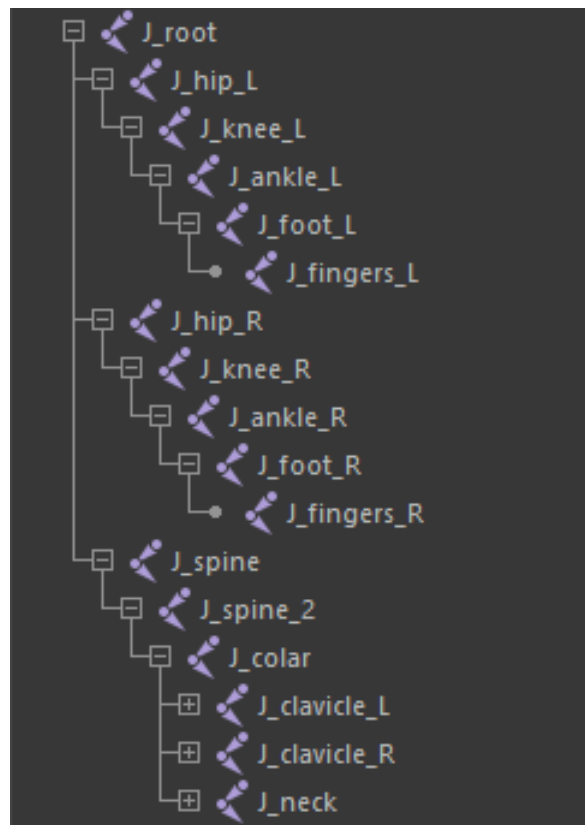 J_root
J_hip_L
J_knee_L
J_ankle_L
J_foot_L
J_fingers_L
J_hip_R
J_knee_R
J_ankle_R
J_foot_R
J_fingers_R
J_spine
J_spine_2
J_colar
J_clavicle_L
J_clavicle_R
J_neck